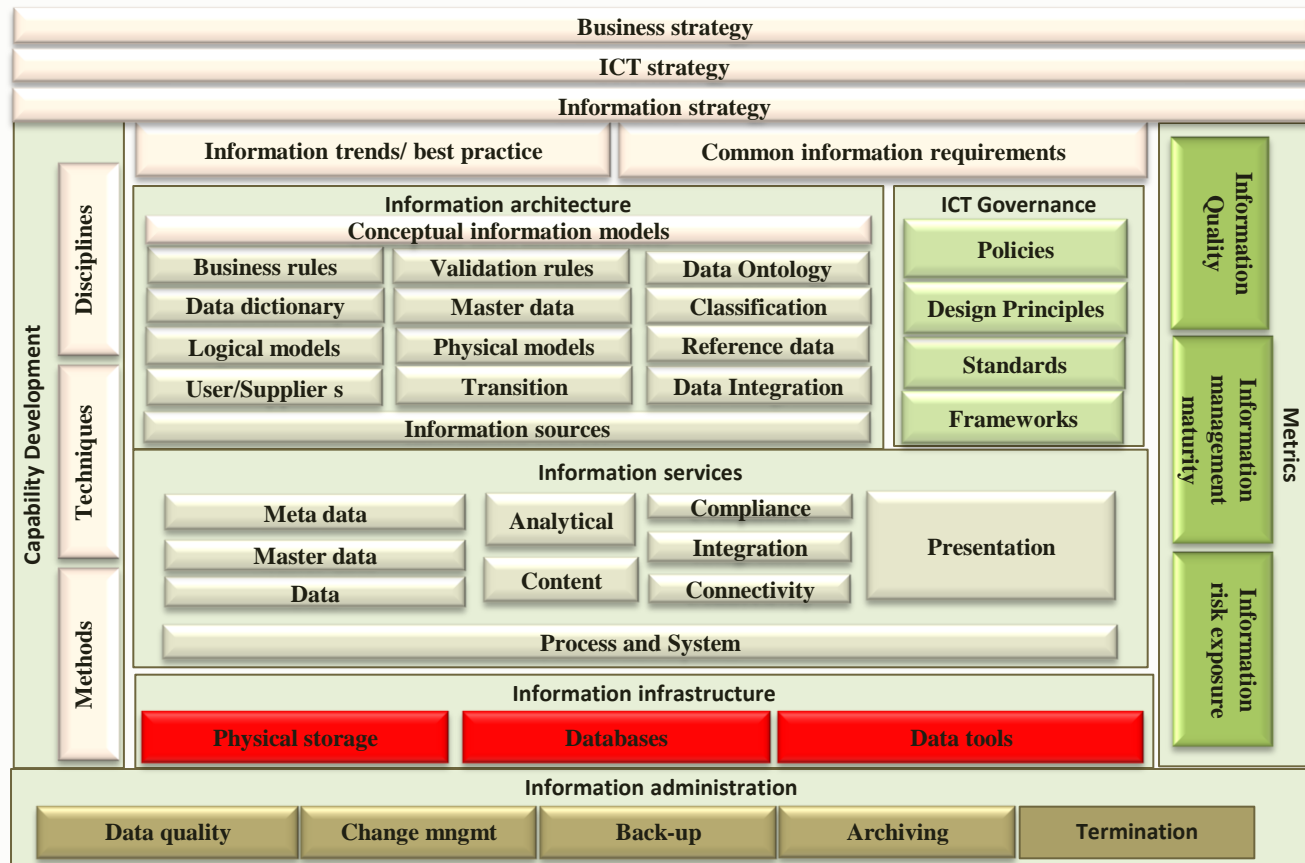 Business strategy
ICT strategy
Information strategy
Capability Development
Disciplines
Techniques
Methods
Information trends/ best practice
Common information requirements
Information architecture
Conceptual information models
Business rules
Validation rules
Data Ontology
Data dictionary
Master data
Classification
Logical models
Physical models
Reference data
User/Supplier s
Transition
Data Integration
Information sources
ICT Governance
Policies
Design Principles
Standards
Frameworks
Information services
Meta data
Master data
Data
Analytical
Content
Compliance
Integration
Connectivity
Presentation
Process and System
Information infrastructure
Physical storage
Databases
Data tools
Metrics
Information
Quality
Information
management
maturity
Information
risk exposure
Information administration
Data quality
Change mngmt
Back-up
Archiving
Termination